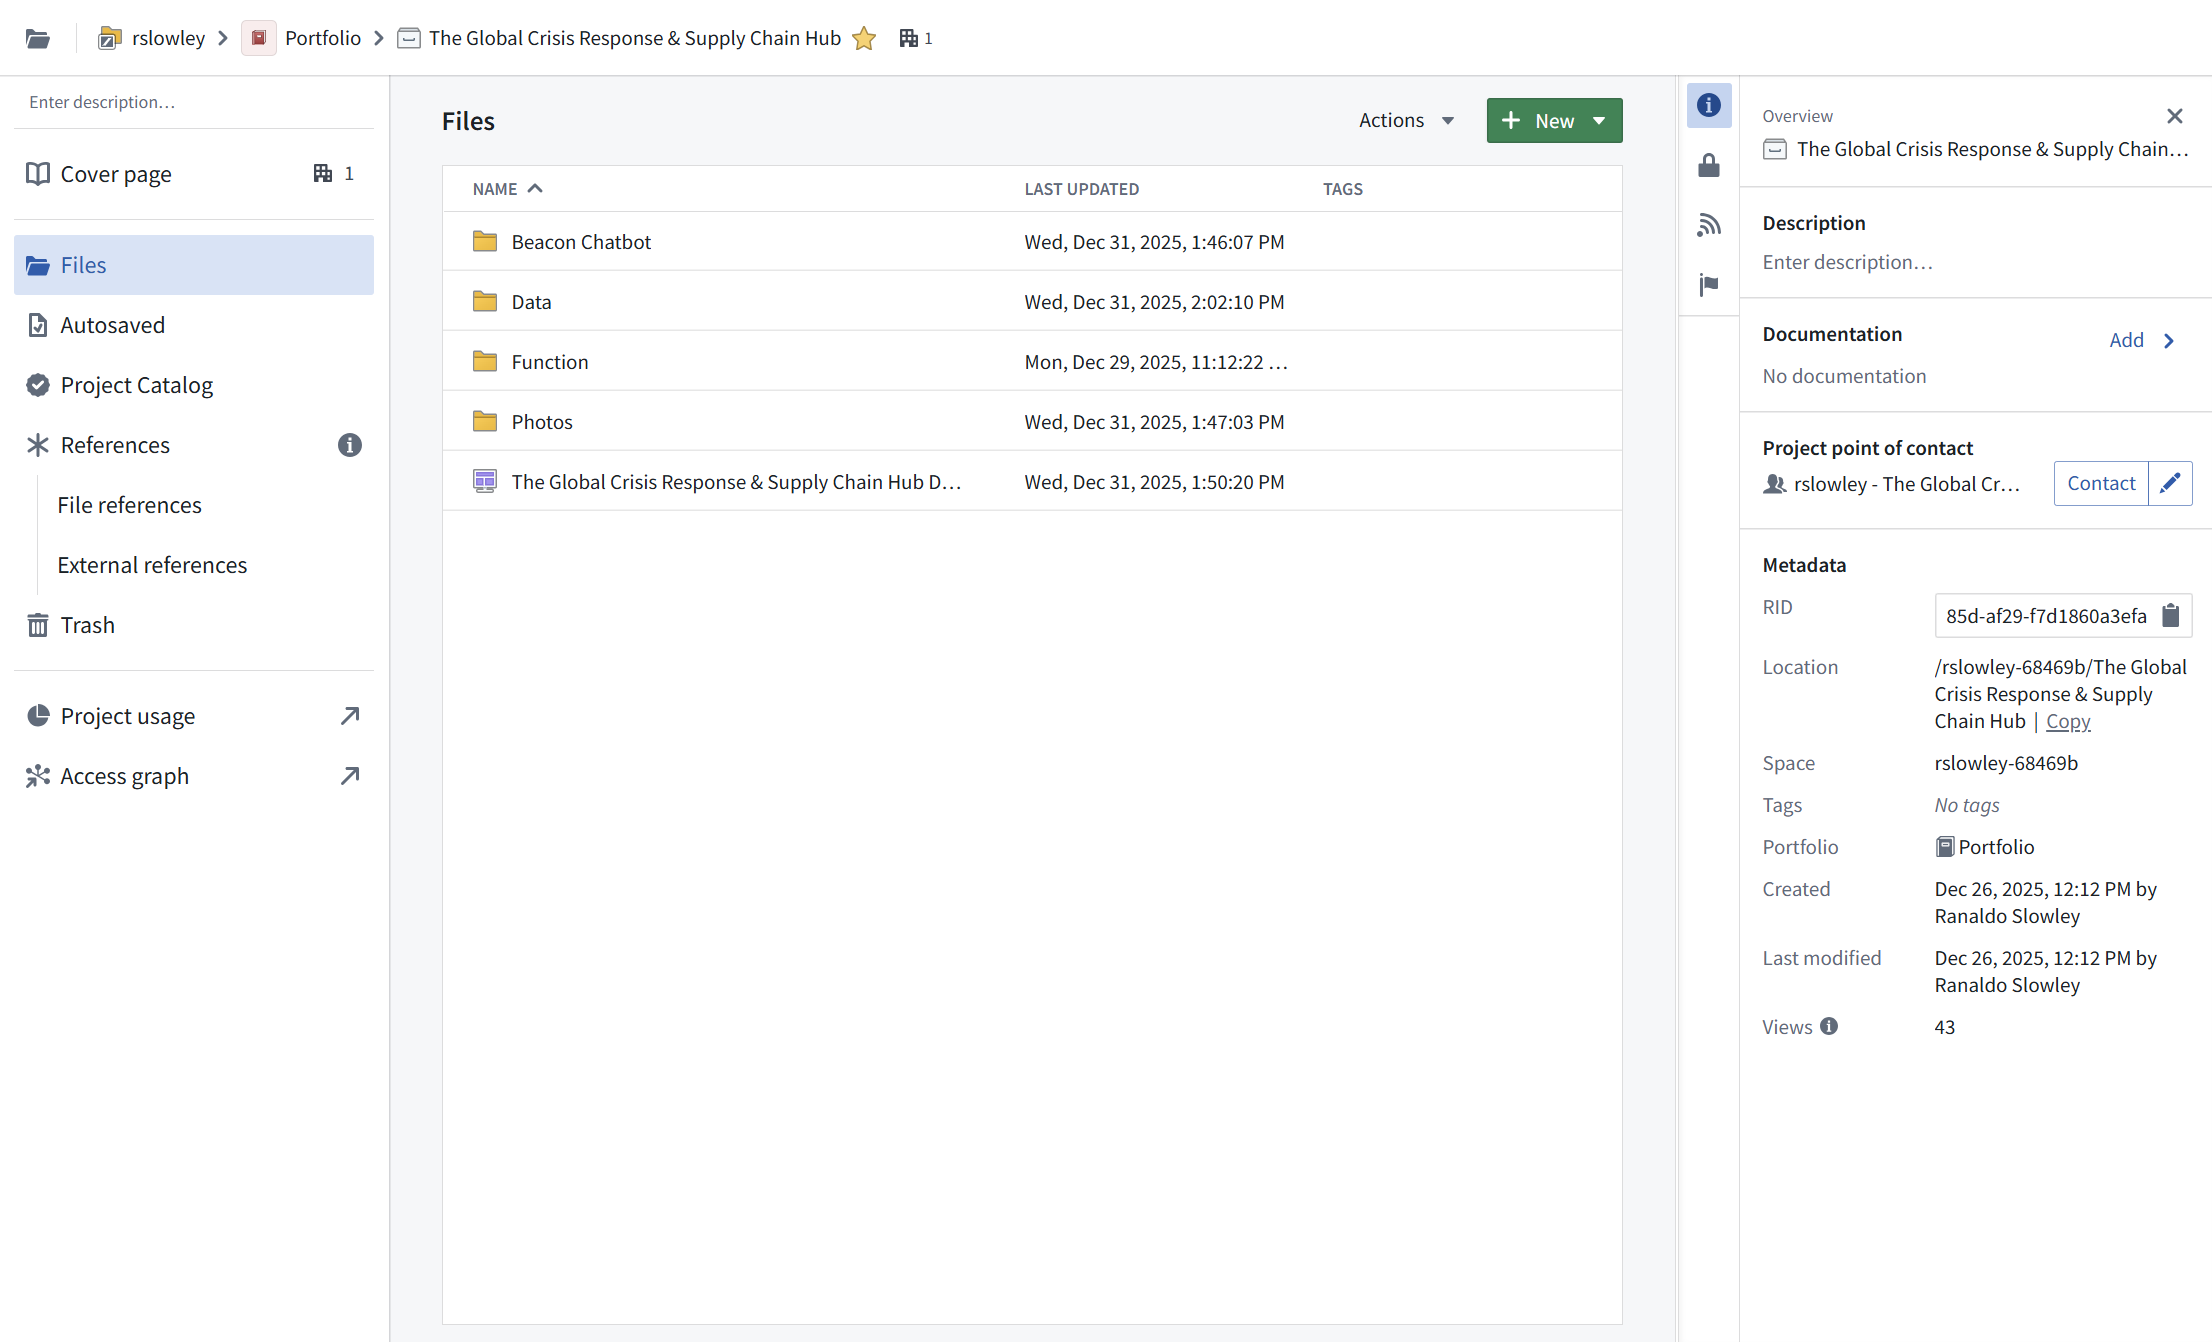 rslowley
Portfolio
The Global Crisis Response & Supply Chain Hub
1
Enter description…
Cover page
1
Files
Autosaved
Project Catalog
References
File references
External references
Trash
Project usage
Access graph
Files
Actions
New
NAME
LAST UPDATED
TAGS
Beacon Chatbot
Wed, Dec 31, 2025, 1:46:07 PM
Data
Wed, Dec 31, 2025, 2:02:10 PM
Function
Mon, Dec 29, 2025, 11:12:22 …
Photos
Wed, Dec 31, 2025, 1:47:03 PM
The Global Crisis Response & Supply Chain Hub D…
Wed, Dec 31, 2025, 1:50:20 PM
Overview
The Global Crisis Response & Supply Chain…
Description
Enter description…
Documentation
Add
No documentation
Project point of contact
rslowley - The Global Cr…
Contact
Metadata
RID
85d-af29-f7d1860a3efa
Location
/rslowley-68469b/The Global
Crisis Response & Supply
Chain Hub | Copy
Space
rslowley-68469b
Tags
No tags
Portfolio
Portfolio
Created
Dec 26, 2025, 12:12 PM by
Ranaldo Slowley
Last modified
Dec 26, 2025, 12:12 PM by
Ranaldo Slowley
Views
43